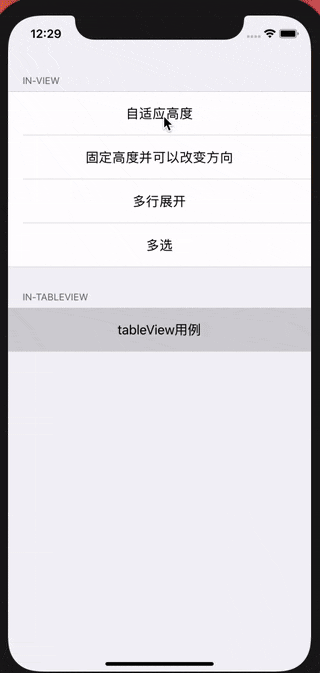 12:29
IN-VIEW
自适应高度
固定高度并可以改变方向
多行展开
多选
IN-TABLEVIEW
tableView用例